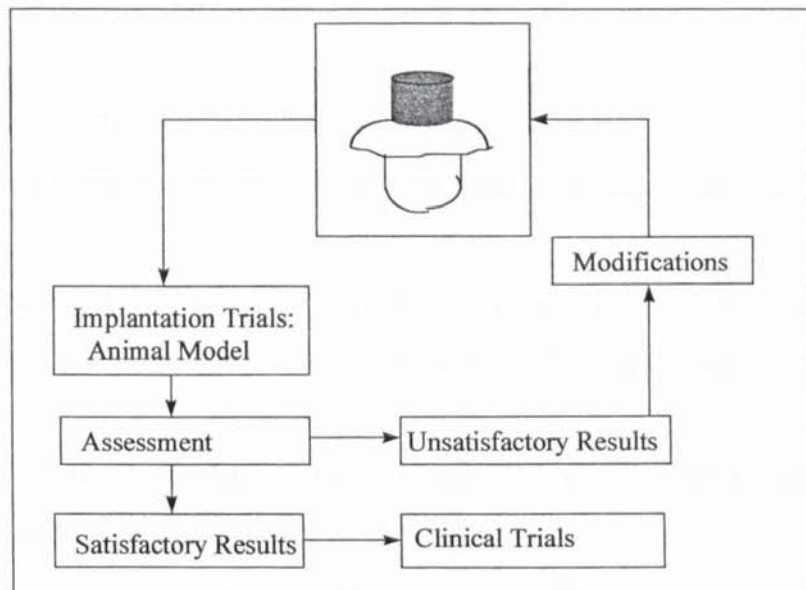 Modifications
Implantation Trials:
Animal Model
Assessment
Unsatisfactory Results
Satisfactory Results
Clinical Trials